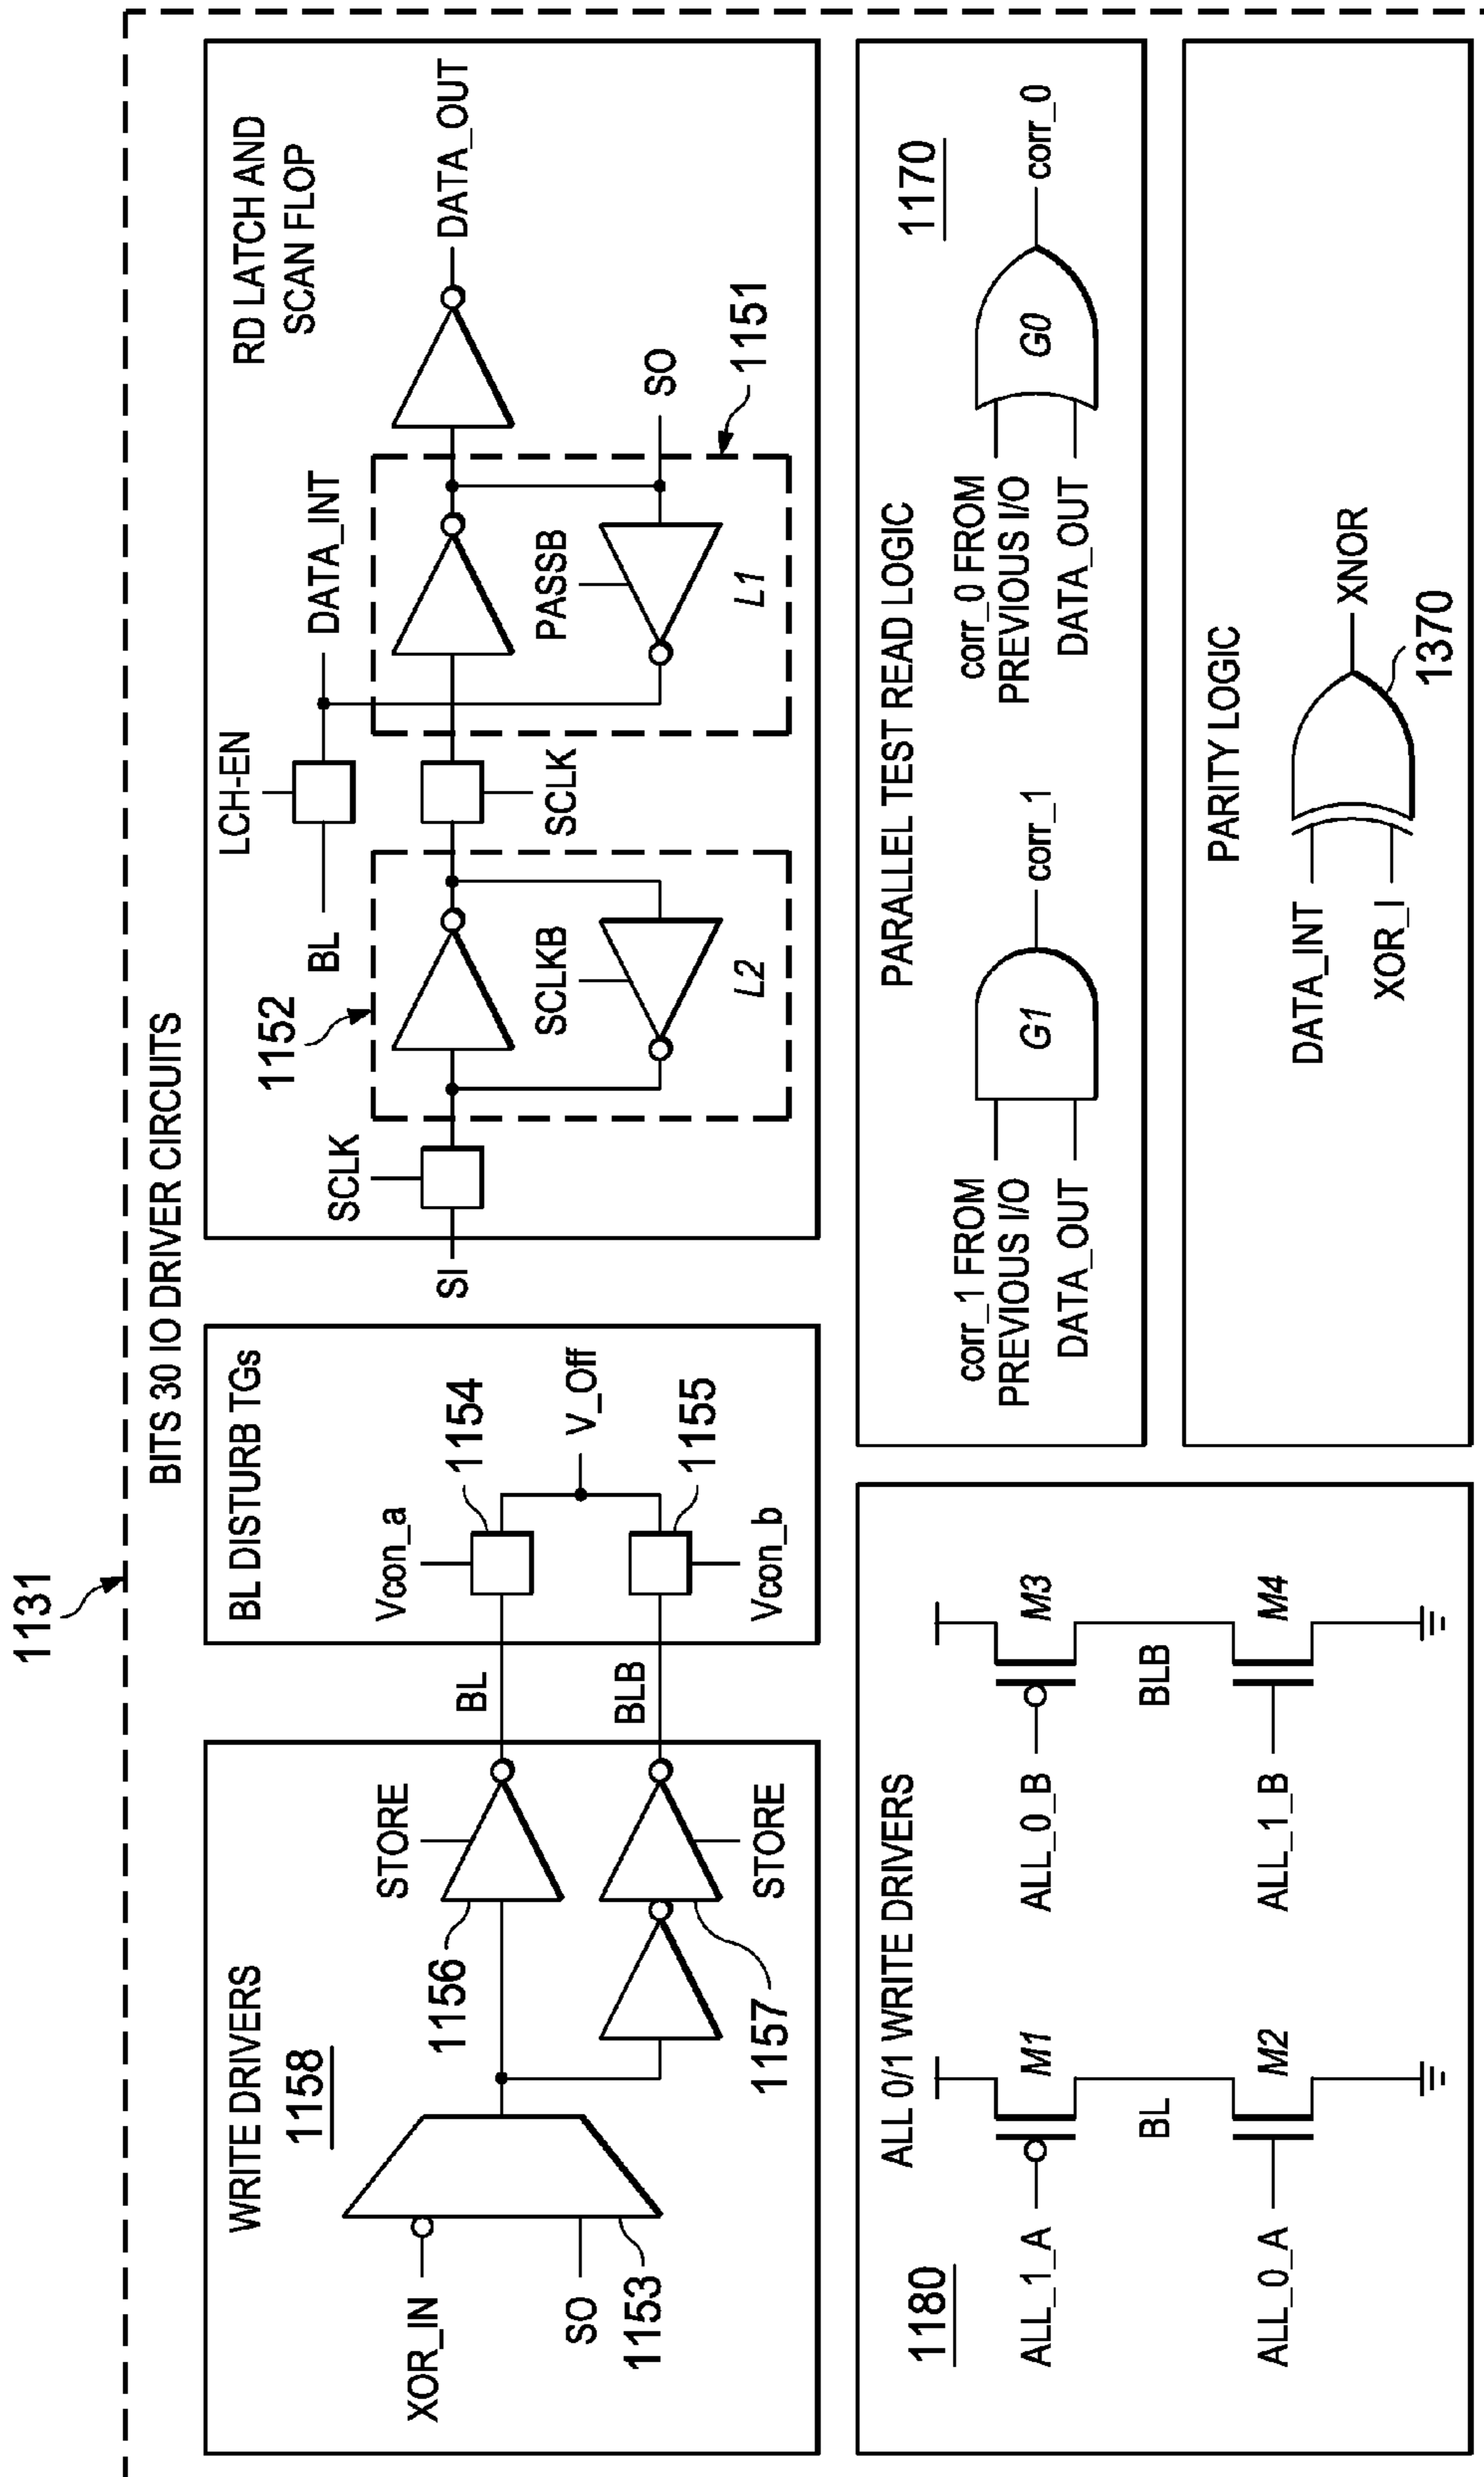 1131
BITS 30 IO DRIVER CIRCUITS
WRITE DRIVERS
1158
XOR_IN
SO
1153
1156
1157
STORE
STORE
BL
BLB
BL DISTURB TGs
Vcon_a
1154
V_Off
1155
Vcon_b
RD LATCH AND
SCAN FLOP
SI
SCLK
1152
SCLKB
L2
BL
LCH-EN
SCLK
DATA_INT
PASSB
L1
SO
1151
DATA_OUT
ALL 0/1 WRITE DRIVERS
1180
ALL_1_A
M1
BL
ALL_0_A
M2
ALL_0_B
M3
BLB
ALL_1_B
M4
PARALLEL TEST READ LOGIC
1170
corr_1 FROM
PREVIOUS I/O
DATA_OUT
G1
corr_1
corr_0 FROM
PREVIOUS I/O
DATA_OUT
G0
corr_0
PARITY LOGIC
DATA_INT
XOR_I
XNOR
1370